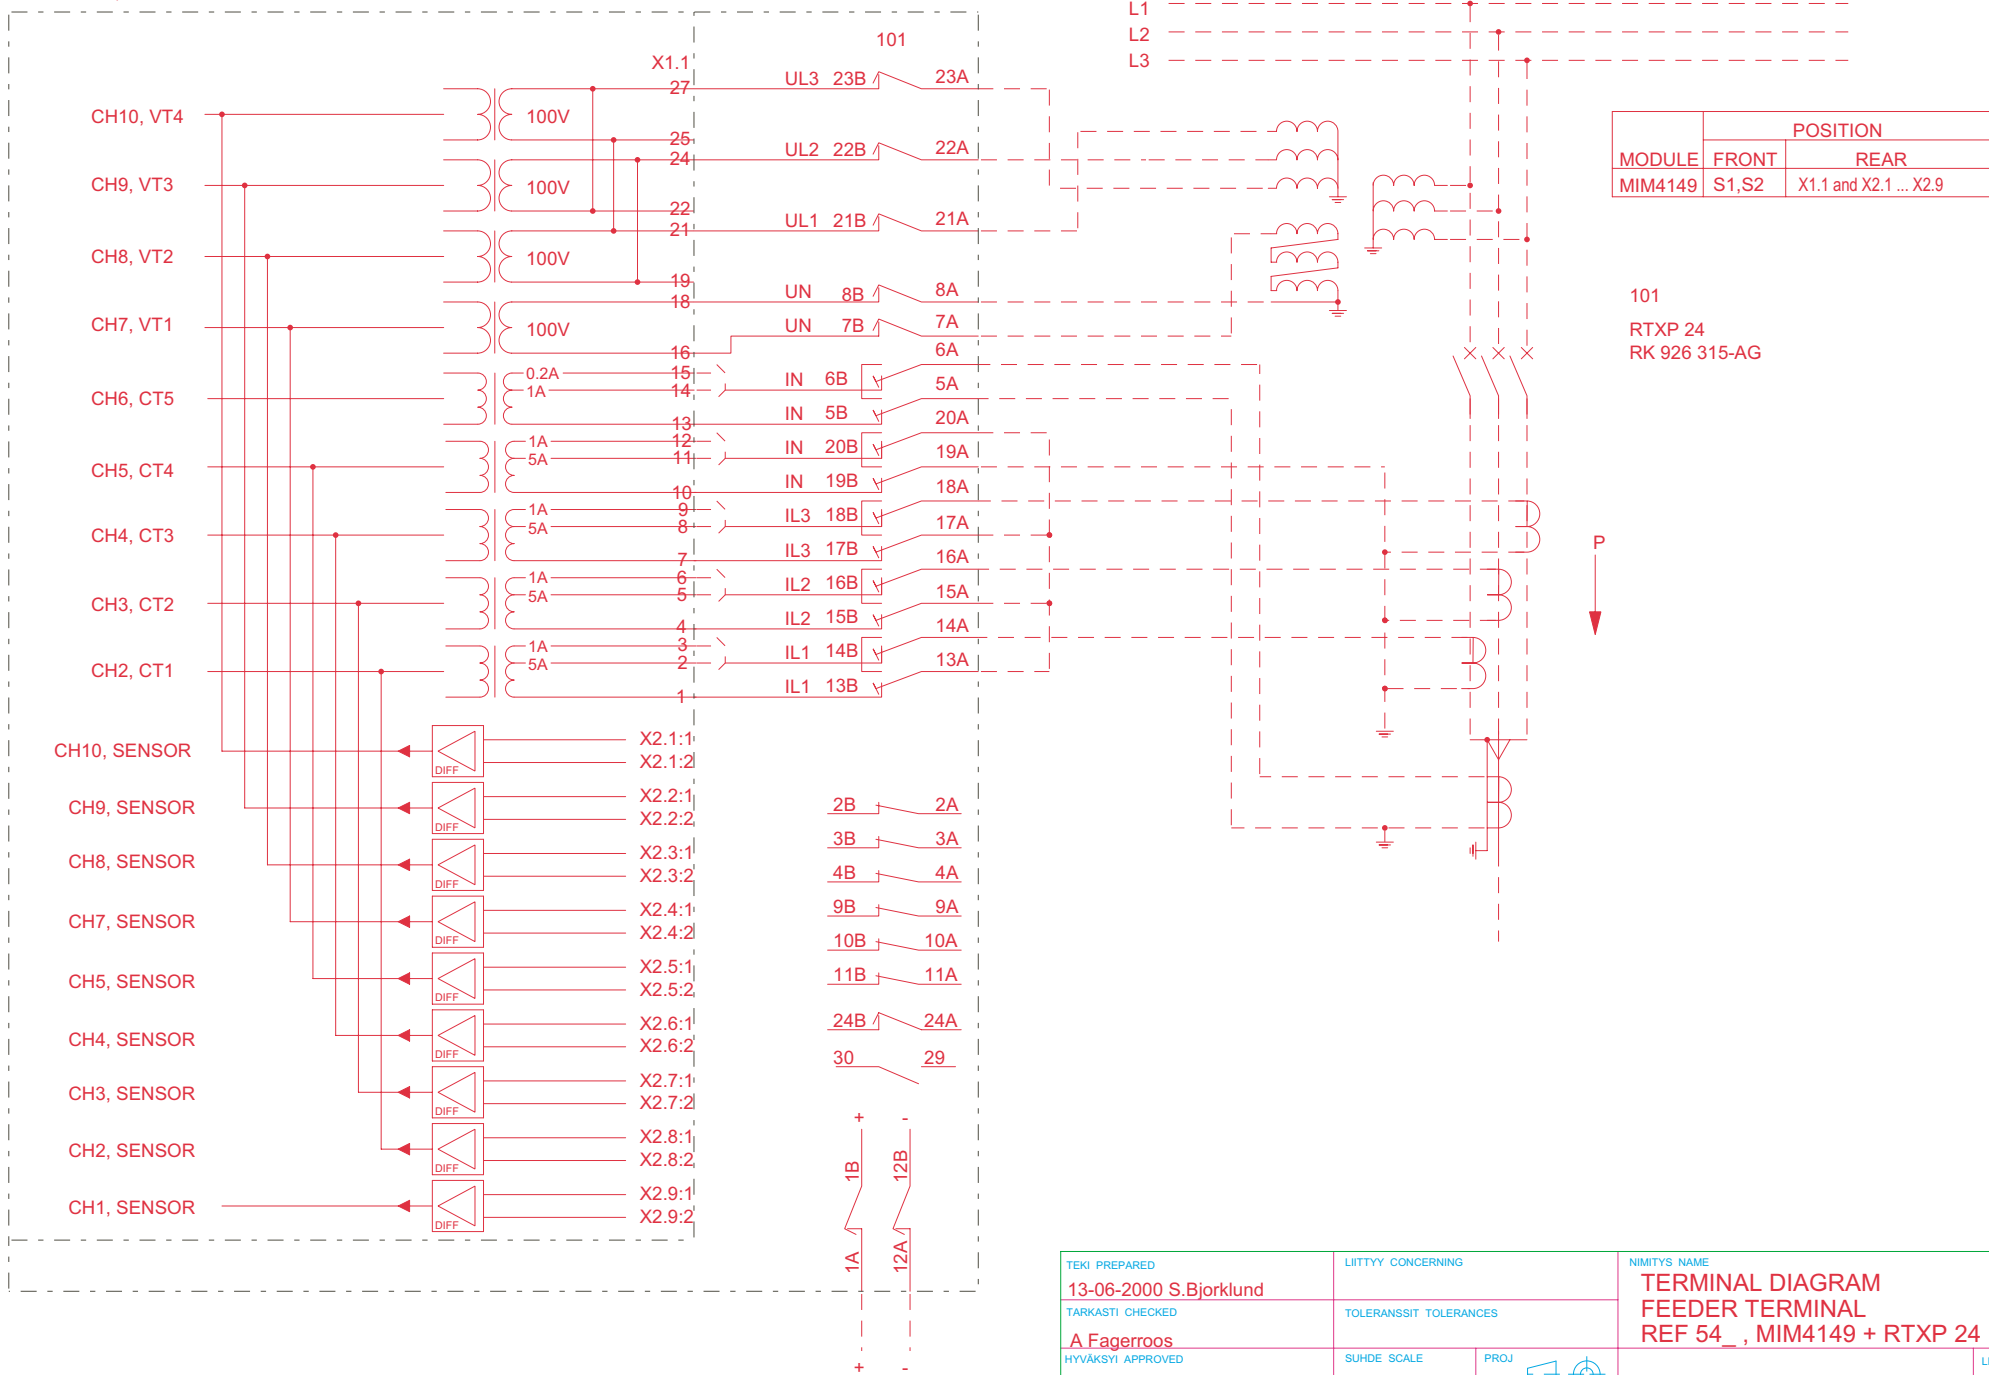 L1
L2
L3
101
X1.1
CH10, VT4
100V
27
25
UL3 23B 23A
CH9, VT3
100V
24
22
UL2 22B 22A
CH8, VT2
100V
21
19
UL1 21B 21A
CH7, VT1
100V
18
16
UN 8B 8A
UN 7B 7A
CH6, CT5
0.2A
1A
15
14
13
IN 6B 6A
IN 5B 5A
CH5, CT4
1A
5A
12
11
10
IN 20B 20A
IN 19B 19A
CH4, CT3
1A
5A
9
8
7
IL3 18B 18A
IL3 17B 17A
CH3, CT2
1A
5A
6
5
4
IL2 16B 16A
IL2 15B 15A
CH2, CT1
1A
5A
3
2
1
IL1 14B 14A
IL1 13B 13A
POSITION
MODULE FRONT REAR
MIM4149 S1,S2 X1.1 and X2.1 ... X2.9
101
RTXP 24
RK 926 315-AG
P
CH10, SENSOR
DIFF
X2.1:1
X2.1:2
CH9, SENSOR
DIFF
X2.2:1
X2.2:2
CH8, SENSOR
DIFF
X2.3:1
X2.3:2
CH7, SENSOR
DIFF
X2.4:1
X2.4:2
CH5, SENSOR
DIFF
X2.5:1
X2.5:2
CH4, SENSOR
DIFF
X2.6:1
X2.6:2
CH3, SENSOR
DIFF
X2.7:1
X2.7:2
CH2, SENSOR
DIFF
X2.8:1
X2.8:2
CH1, SENSOR
DIFF
X2.9:1
X2.9:2
2B 2A
3B 3A
4B 4A
9B 9A
10B 10A
11B 11A
24B 24A
30 29
+ -
1B 12B
1A 12A
+ -
TEKI PREPARED
13-06-2000 S.Bjorklund
TARKASTI CHECKED
A Fagerroos
HYVÄKSYI APPROVED
LIITTYY CONCERNING
TOLERANSSIT TOLERANCES
SUHDE SCALE
PROJ
NIMITYS NAME
TERMINAL DIAGRAM
FEEDER TERMINAL
REF 54_ , MIM4149 + RTXP 24